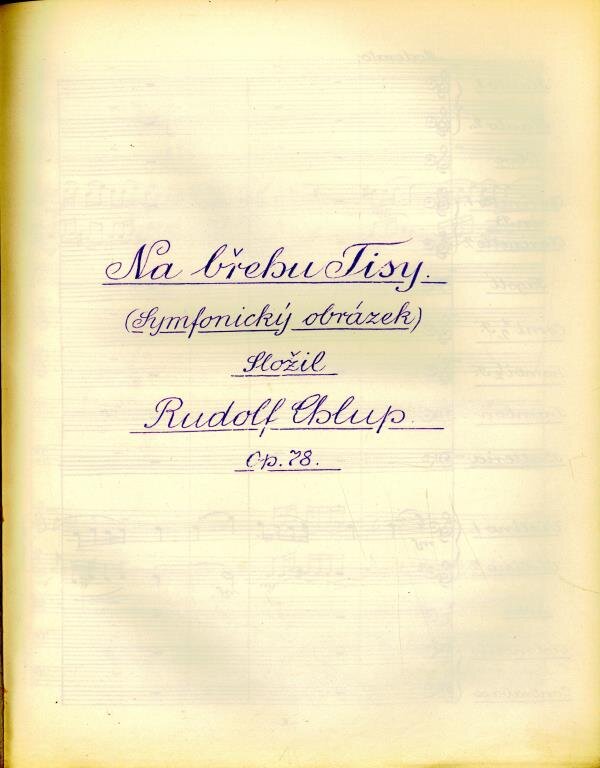 Na břehu Tisy.
(Symfonický obrázek)
Složil
Rudolf Chlup.
Op. 78.